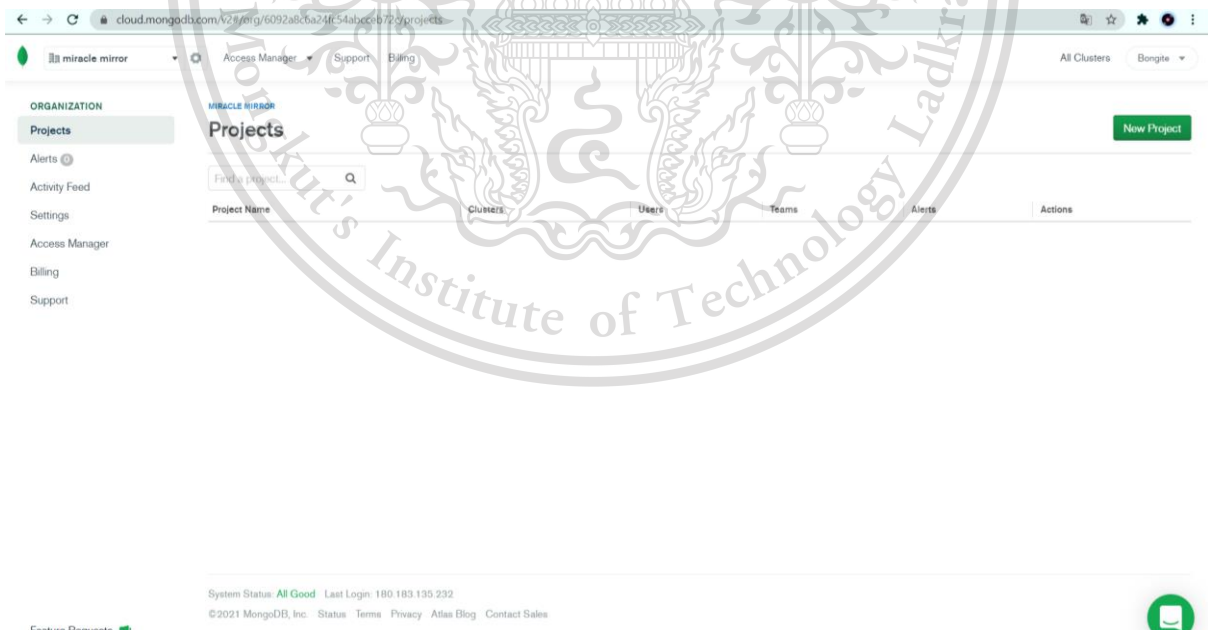 cloud.mongodb.com/v2#/org/6092a8c6a24fc54abcceb72c/projects
miracle mirror Access Manager Support Billing All Clusters Bongite
ORGANIZATION
Projects
Alerts 0
Activity Feed
Settings
Access Manager
Billing
Support
MIRACLE MIRROR
Projects
New Project
Find a project...
Project Name Clusters Users Teams Alerts Actions
System Status: All Good Last Login: 180.183.135.232
©2021 MongoDB, Inc. Status Terms Privacy Atlas Blog Contact Sales
Feature Requests
Mongkut's Institute of Technology Ladkr